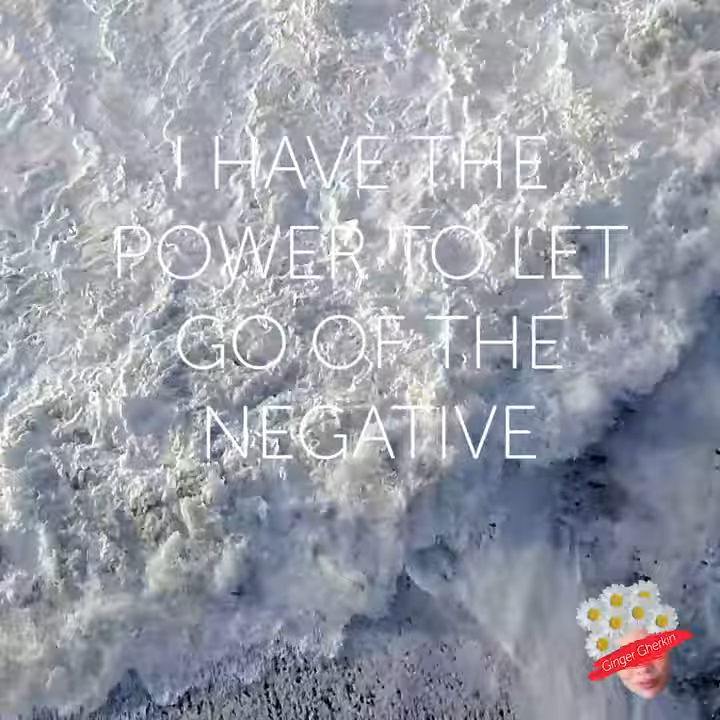 I HAVE THE
POWER TO LET
GO OF THE
NEGATIVE
Ginger Gherkin